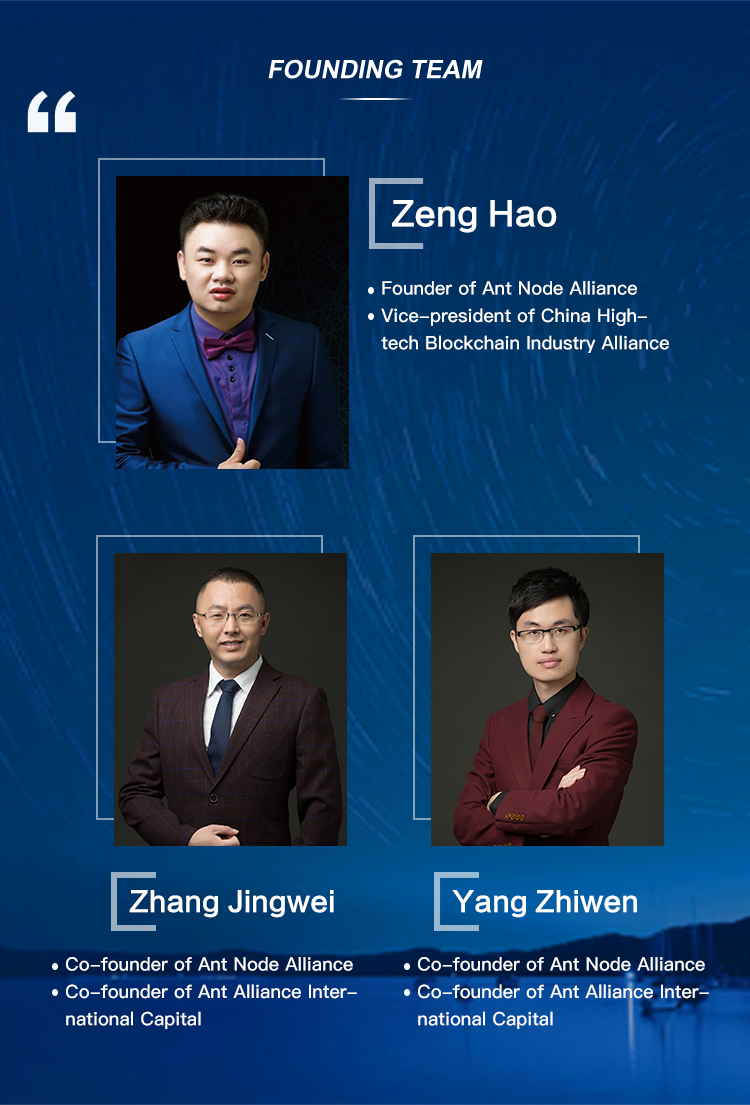 FOUNDING TEAM
“
Zeng Hao
• Founder of Ant Node Alliance
• Vice-president of China High-
tech Blockchain Industry Alliance
Zhang Jingwei
• Co-founder of Ant Node Alliance
• Co-founder of Ant Alliance Inter-
national Capital
Yang Zhiwen
• Co-founder of Ant Node Alliance
• Co-founder of Ant Alliance Inter-
national Capital